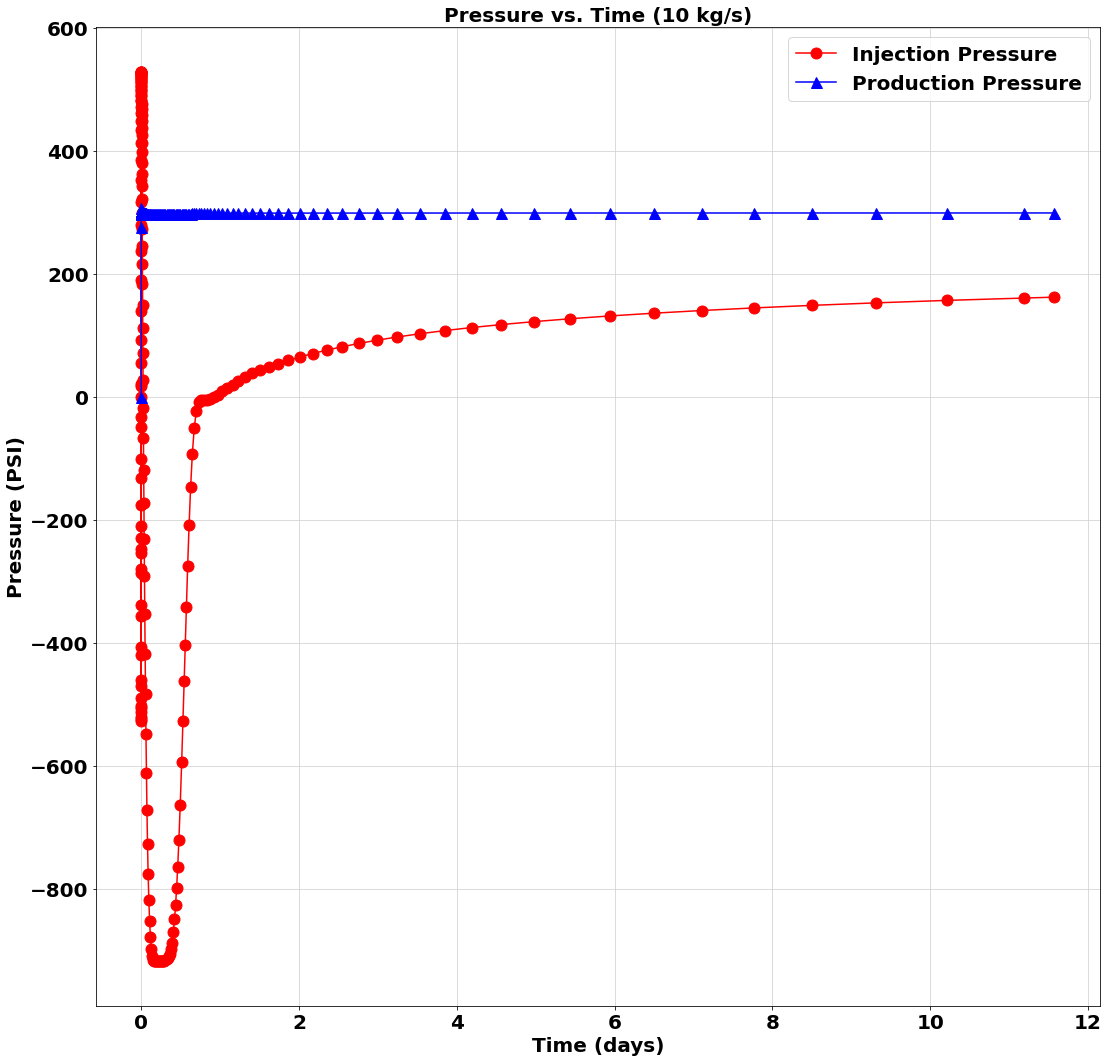 Pressure vs. Time (10 kg/s)
Injection Pressure
Production Pressure
600
400
200
0
−200
−400
−600
−800
Pressure (PSI)
0 2 4 6 8 10 12
Time (days)